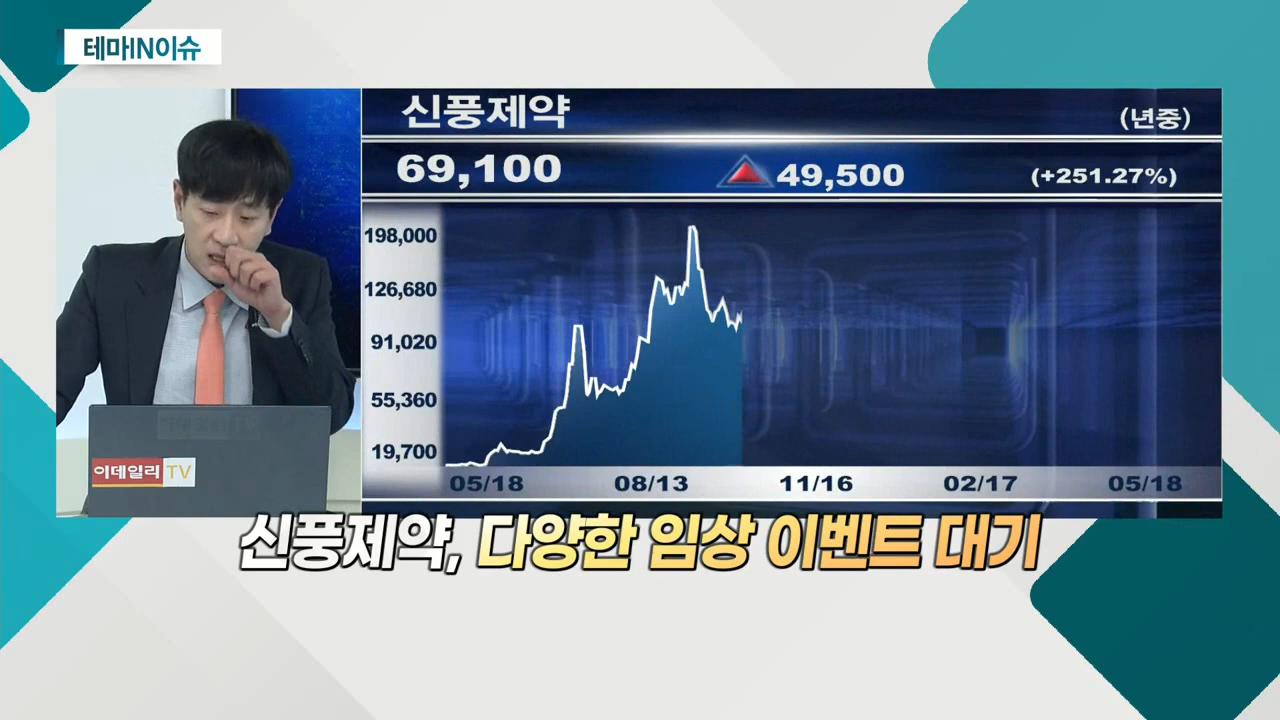 테마IN이슈
신풍제약
(년중)
69,100
49,500
(+251.27%)
198,000
126,680
91,020
55,360
19,700
05/18
08/13
11/16
02/17
05/18
이데일리 TV
신풍제약, 다양한 임상 이벤트 대기